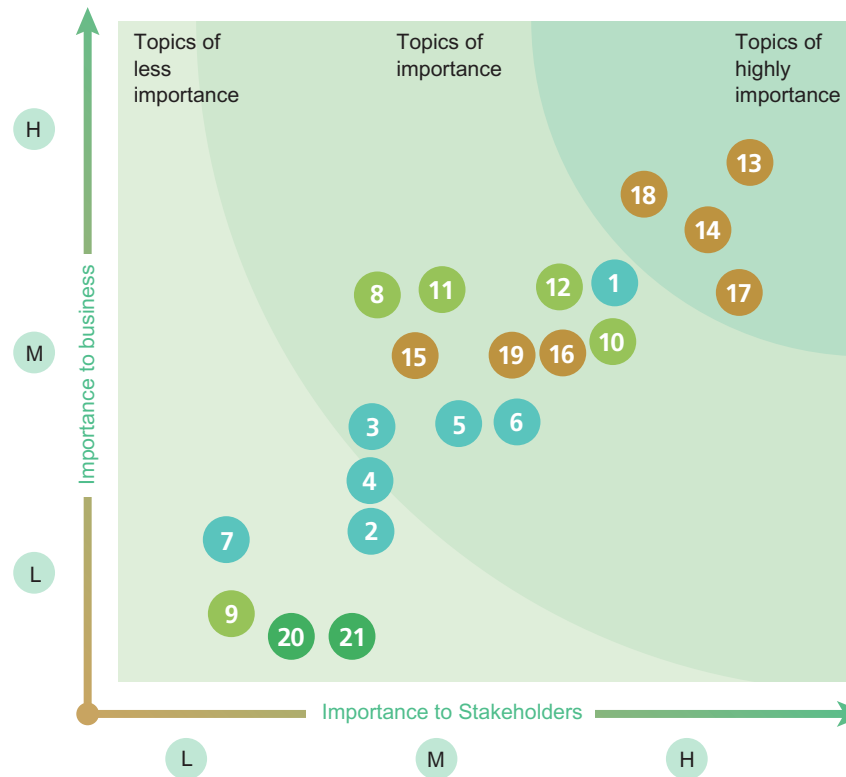 Topics of
less
importance
Topics of
importance
Topics of
highly
importance
H
13
18
14
Importance to business
8
11
12
1
17
M
15
19
16
10
3
5
6
4
7
2
L
9
20
21
Importance to Stakeholders
L
M
H